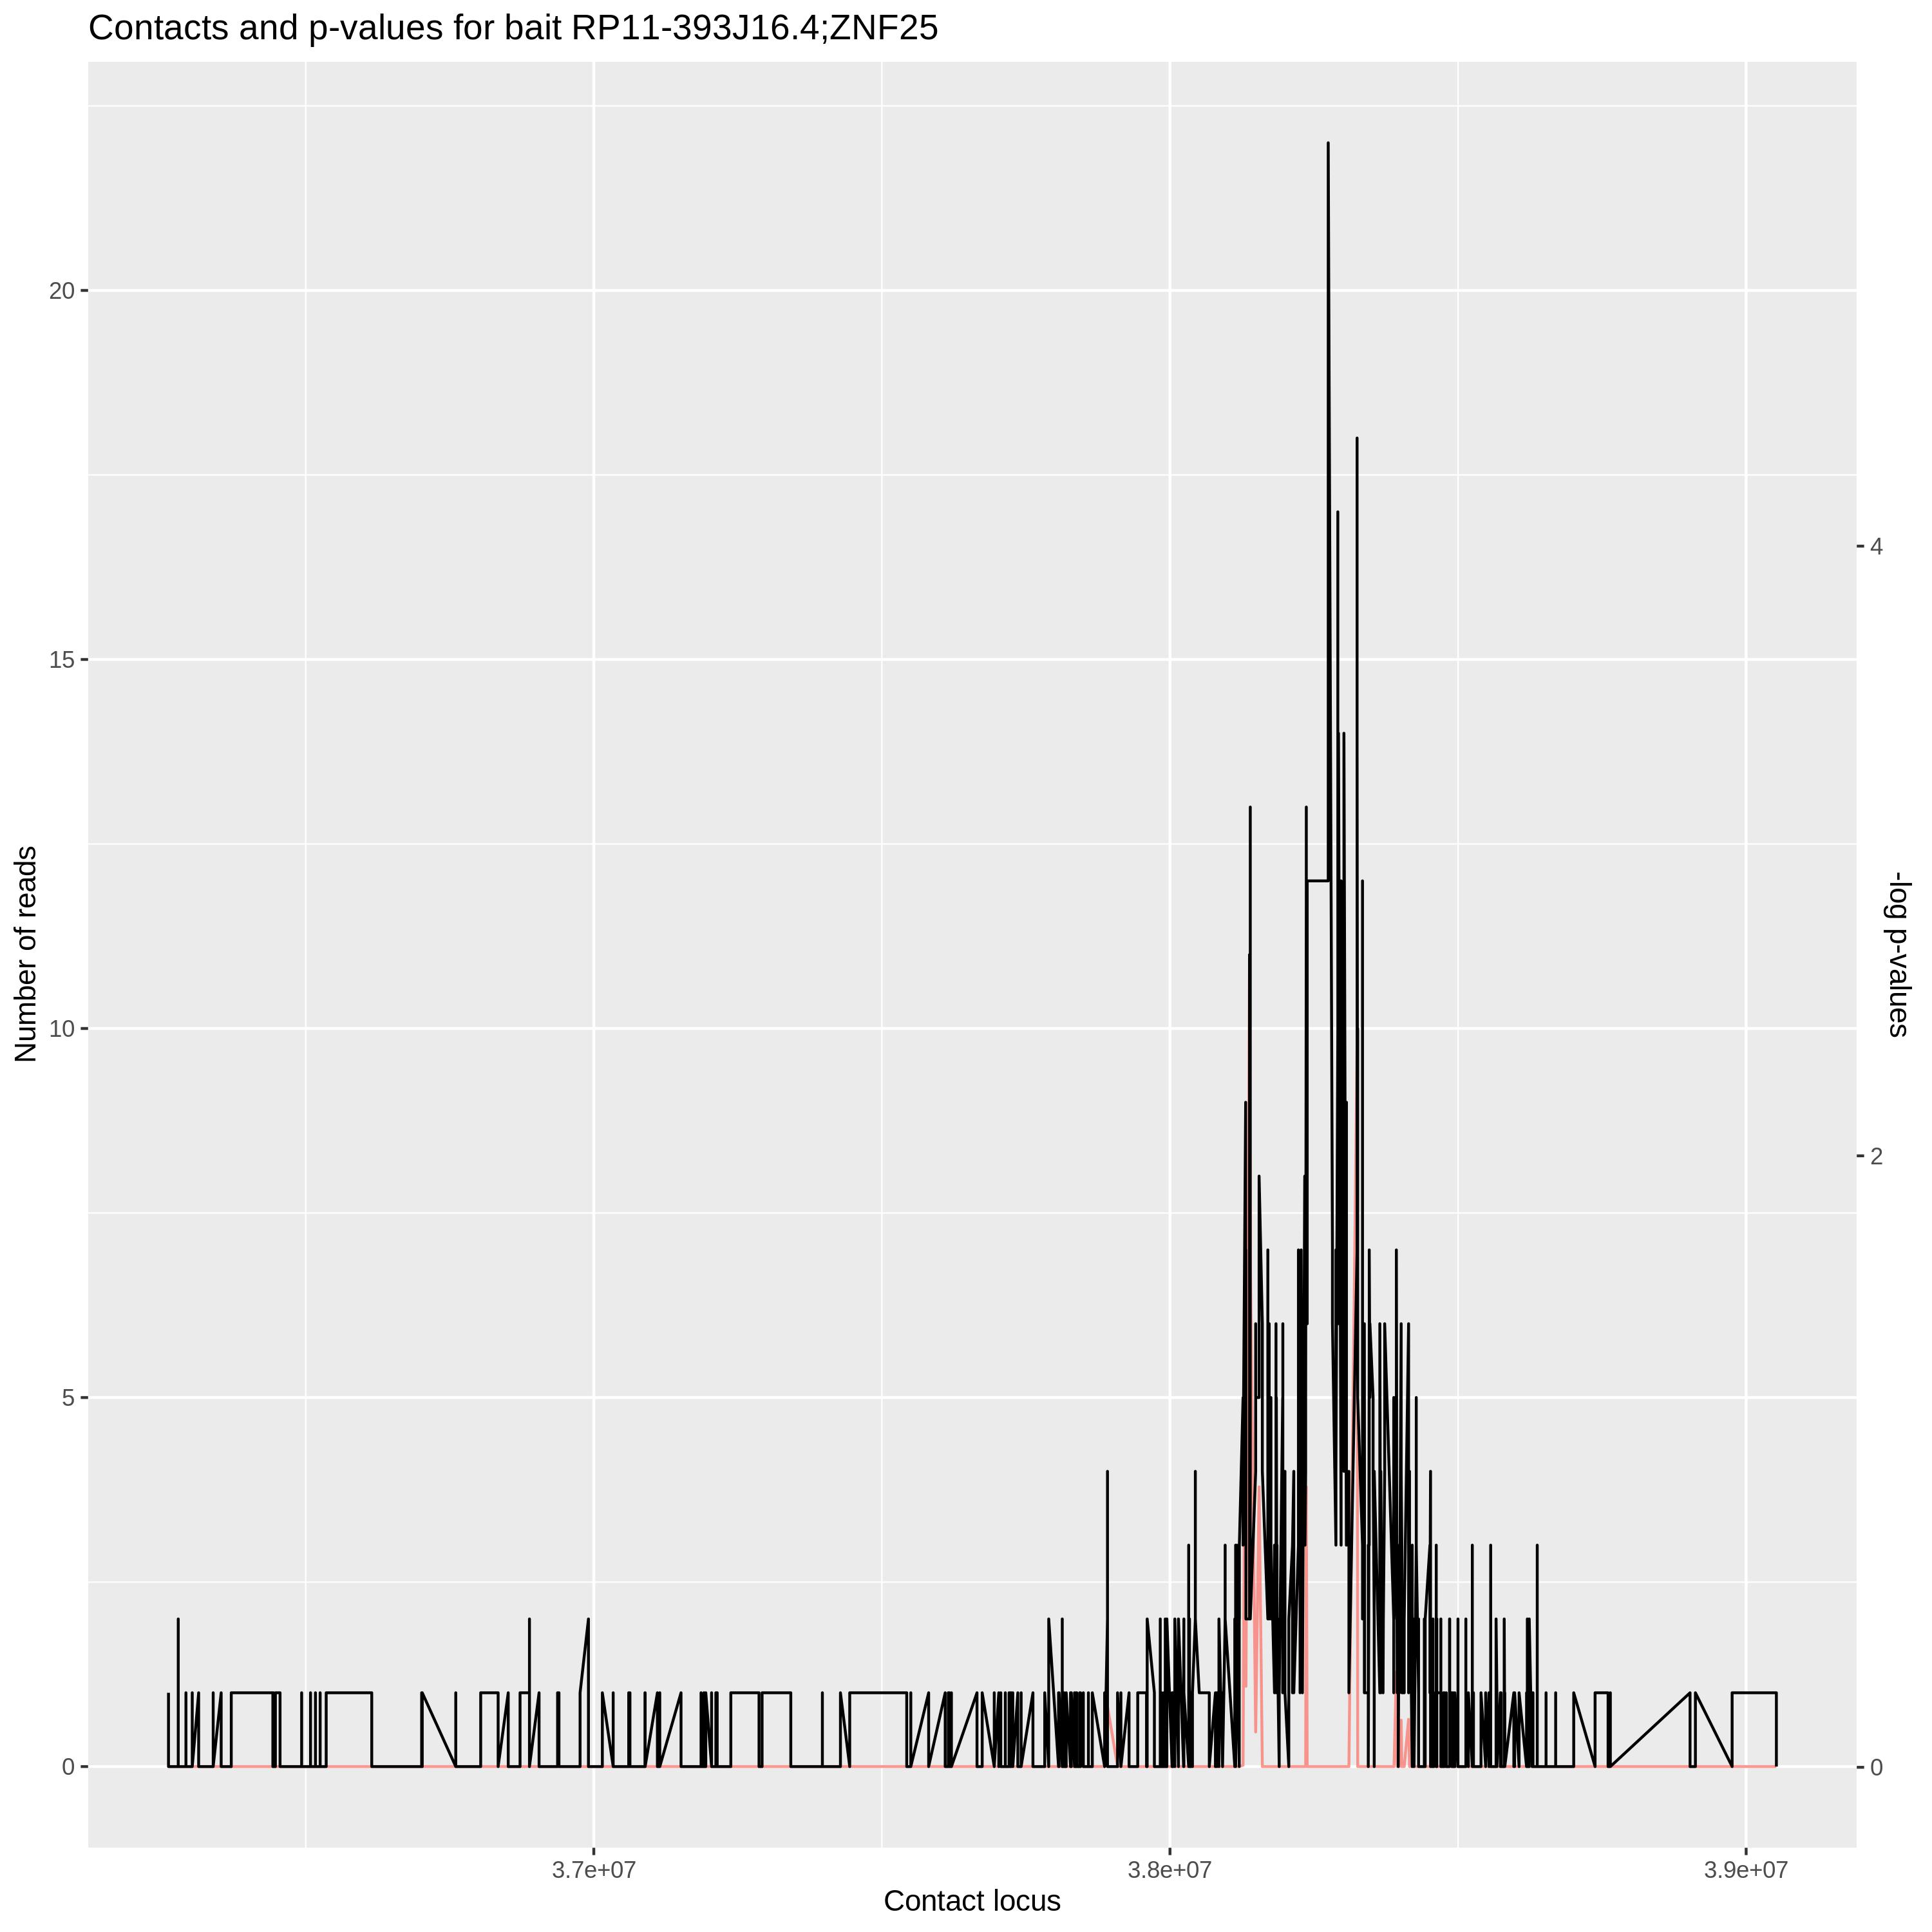 Contacts and p-values for bait RP11-393J16.4;ZNF25
20
15
10
5
0
Number of reads
4
2
0
-log p-values
3.7e+07 3.8e+07 3.9e+07
Contact locus